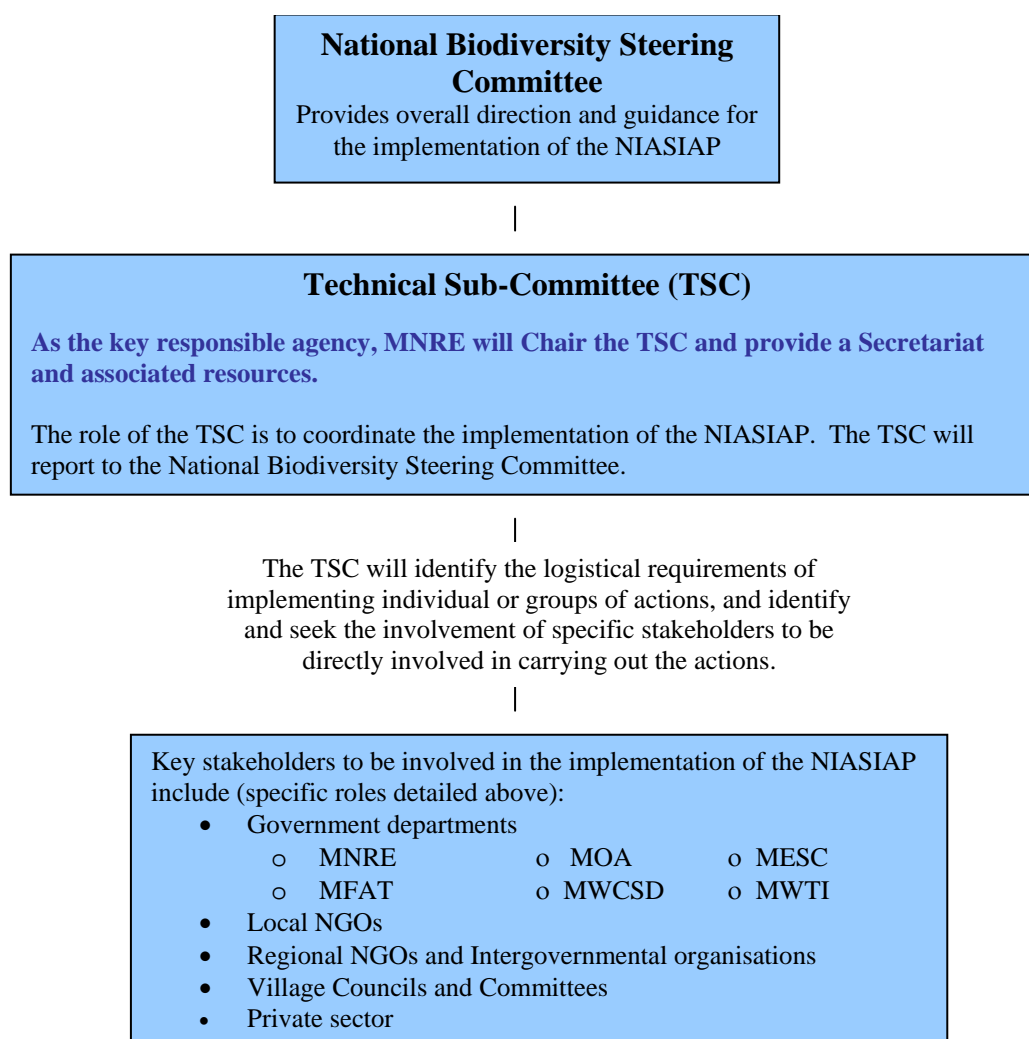 National Biodiversity Steering
Committee
Provides overall direction and guidance for
the implementation of the NIASIAP
Technical Sub-Committee (TSC)
As the key responsible agency, MNRE will Chair the TSC and provide a Secretariat
and associated resources.
The role of the TSC is to coordinate the implementation of the NIASIAP.  The TSC will
report to the National Biodiversity Steering Committee.
The TSC will identify the logistical requirements of
implementing individual or groups of actions, and identify
and seek the involvement of specific stakeholders to be
directly involved in carrying out the actions.
Key stakeholders to be involved in the implementation of the NIASIAP
include (specific roles detailed above):
• Government departments
o MNRE o MOA o MESC
o MFAT o MWCSD o MWTI
• Local NGOs
• Regional NGOs and Intergovernmental organisations
• Village Councils and Committees
• Private sector